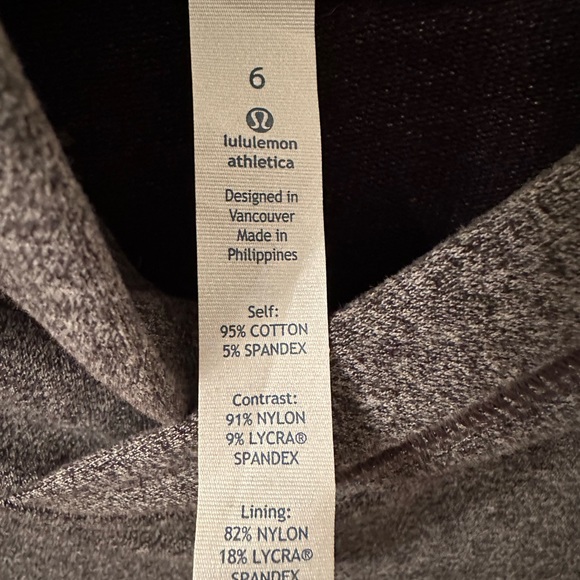 6
lululemon
athletica
Designed in
Vancouver
Made in
Philippines
Self:
95% COTTON
5% SPANDEX
Contrast:
91% NYLON
9% LYCRA®
SPANDEX
Lining:
82% NYLON
18% LYCRA®
SPANDEX